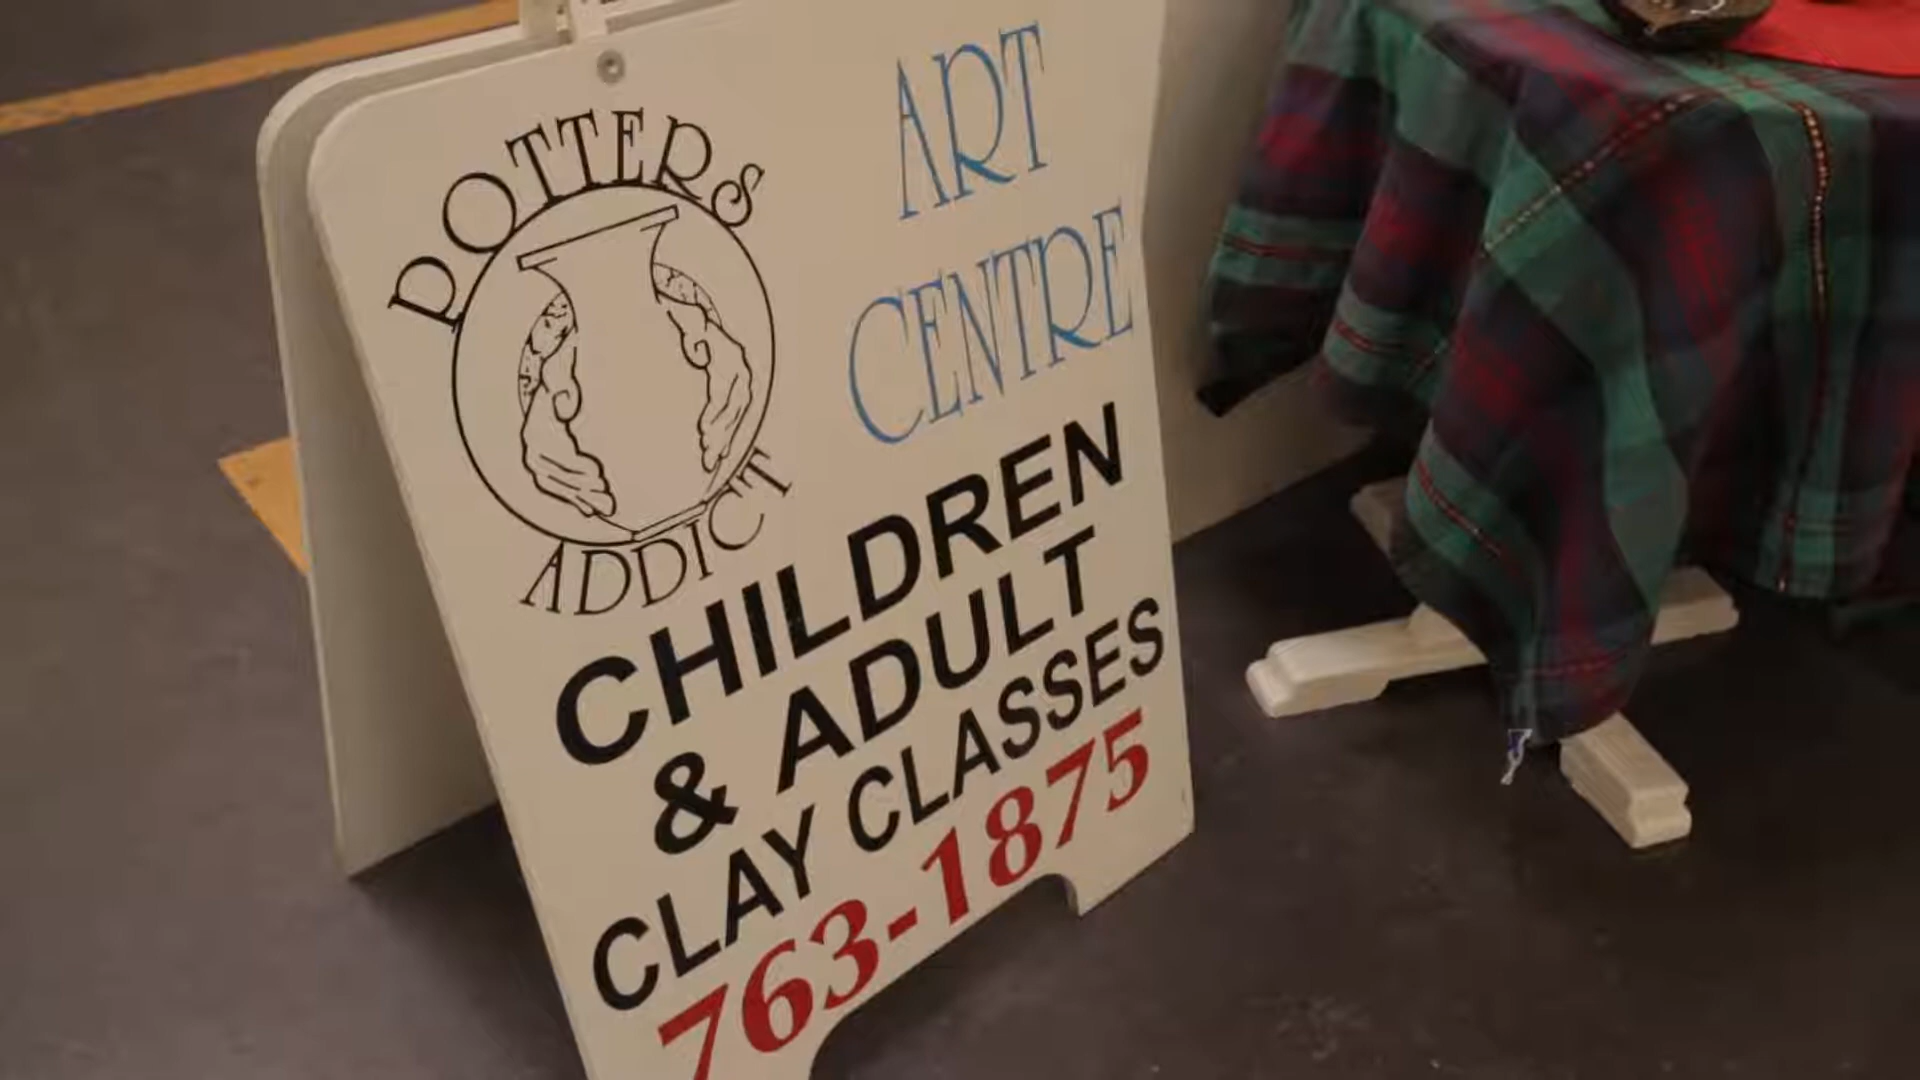 POTTERS
ADDICT
ART
CENTRE
CHILDREN
& ADULT
CLAY CLASSES
763-1875